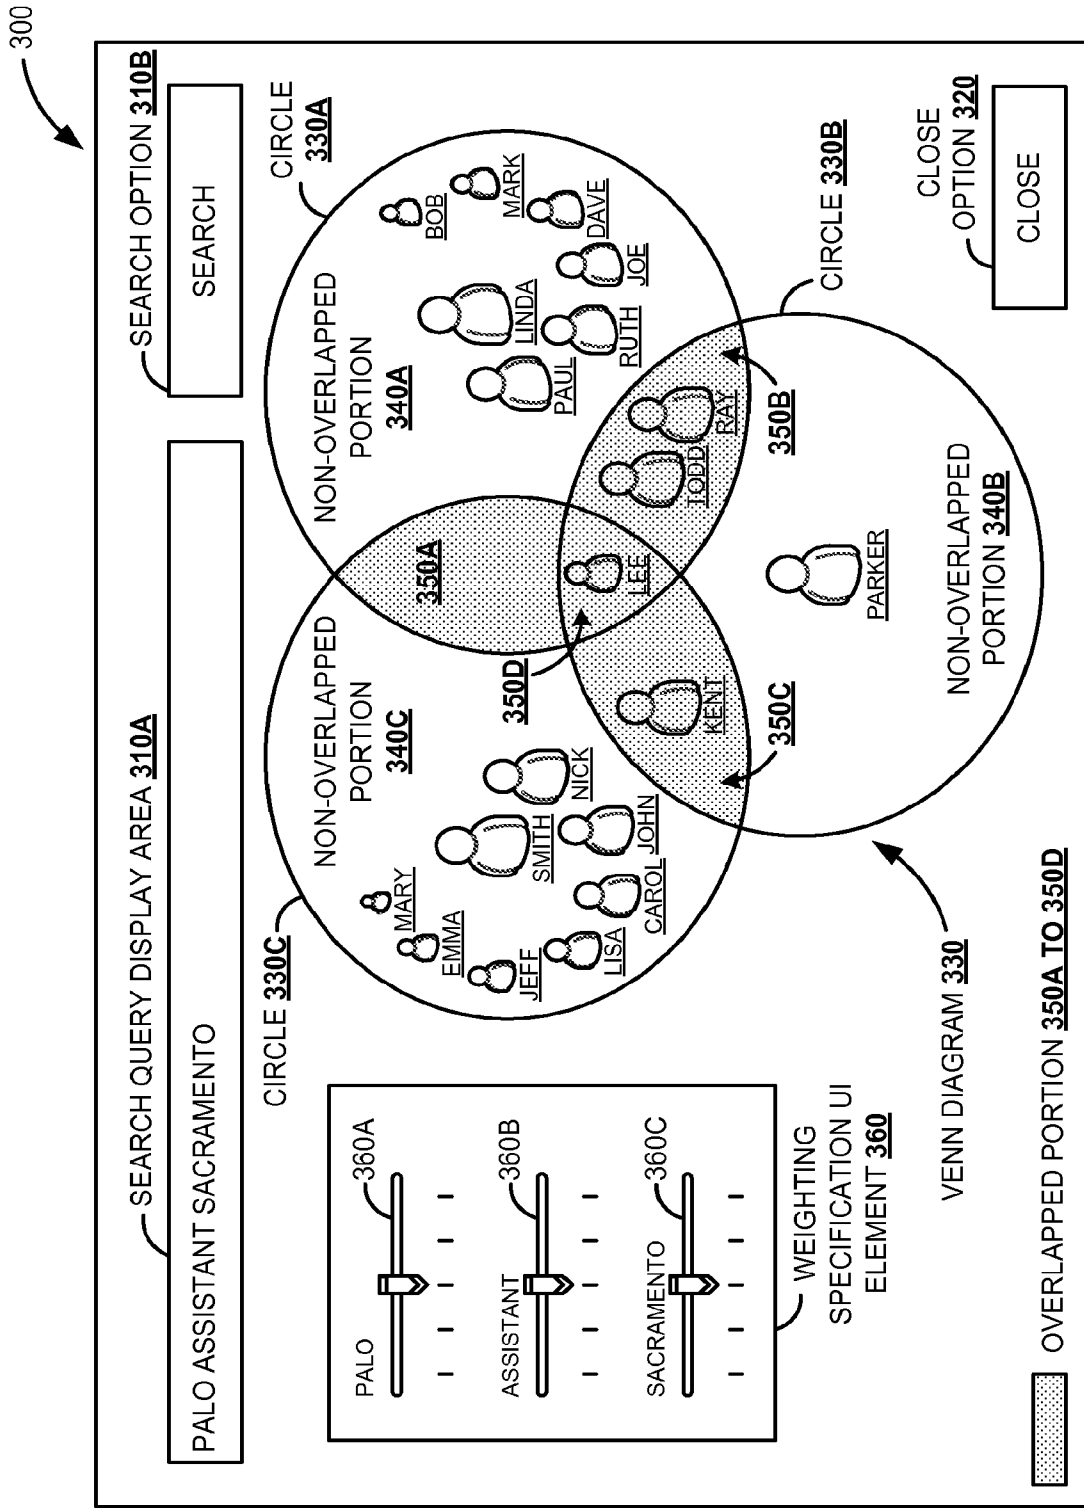 300
SEARCH QUERY DISPLAY AREA 310A
SEARCH OPTION 310B
PALO ASSISTANT SACRAMENTO
SEARCH
CIRCLE 330C
CIRCLE
330A
PALO
360A
ASSISTANT
360B
SACRAMENTO
360C
WEIGHTING
SPECIFICATION UI
ELEMENT 360
NON-OVERLAPPED
PORTION
340C
MARY
EMMA
JEFF
SMITH
LISA
NICK
JOHN
CAROL
350A
NON-OVERLAPPED
PORTION
340A
BOB
MARK
LINDA
DAVE
PAUL
JOE
RUTH
350D
LEE
TODD
RAY
KENT
350C
350B
PARKER
NON-OVERLAPPED
PORTION 340B
CIRCLE 330B
CLOSE
OPTION 320
CLOSE
VENN DIAGRAM 330
OVERLAPPED PORTION 350A TO 350D